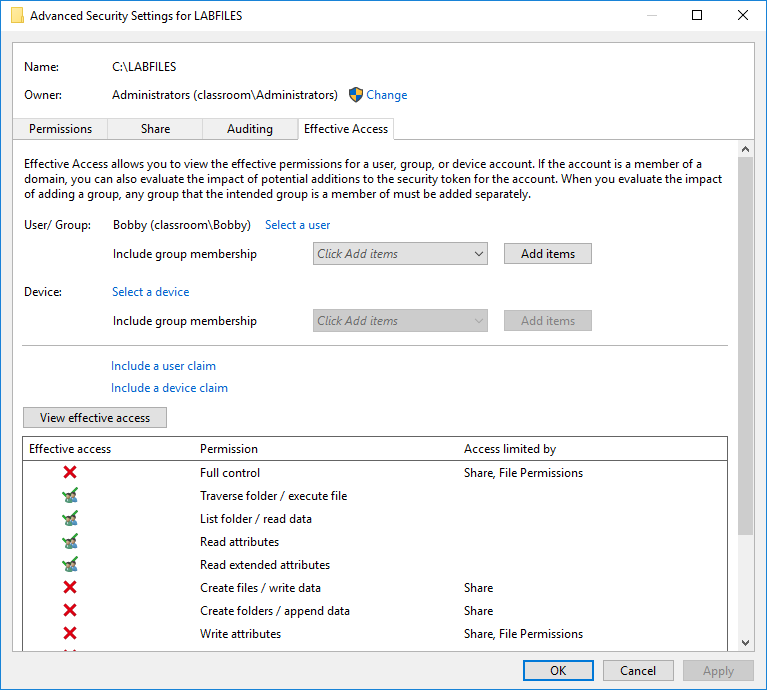 Advanced Security Settings for LABFILES
Name: C:\LABFILES
Owner: Administrators (classroom\Administrators) Change
Permissions Share Auditing Effective Access
Effective Access allows you to view the effective permissions for a user, group, or device account. If the account is a member of a
domain, you can also evaluate the impact of potential additions to the security token for the account. When you evaluate the impact
of adding a group, any group that the intended group is a member of must be added separately.
User/ Group: Bobby (classroom\Bobby) Select a user
Include group membership Click Add items Add items
Device: Select a device
Include group membership Click Add items Add items
Include a user claim
Include a device claim
View effective access
Effective access Permission Access limited by
Full control Share, File Permissions
Traverse folder / execute file
List folder / read data
Read attributes
Read extended attributes
Create files / write data Share
Create folders / append data Share
Write attributes Share, File Permissions
OK Cancel Apply